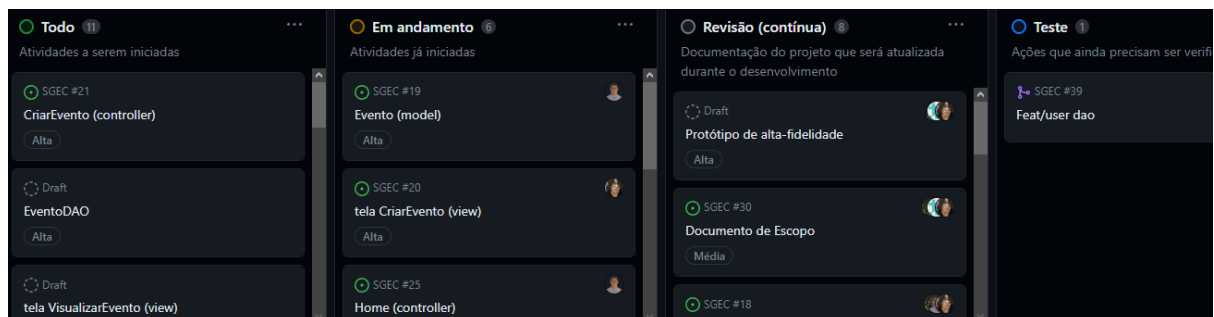 Todo 11 ...
Atividades a serem iniciadas
SGEC #21
CriarEvento (controller)
Alta
Draft
EventoDAO
Alta
Draft
tela VisualizarEvento (view)
Em andamento 6 ...
Atividades já iniciadas
SGEC #19
Evento (model)
Alta
SGEC #20
tela CriarEvento (view)
Alta
SGEC #25
Home (controller)
Revisão (contínua) 8 ...
Documentação do projeto que será atualizada
durante o desenvolvimento
Draft
Protótipo de alta-fidelidade
Alta
SGEC #30
Documento de Escopo
Média
SGEC #18
Teste 1
Ações que ainda precisam ser verifi
SGEC #39
Feat/user dao